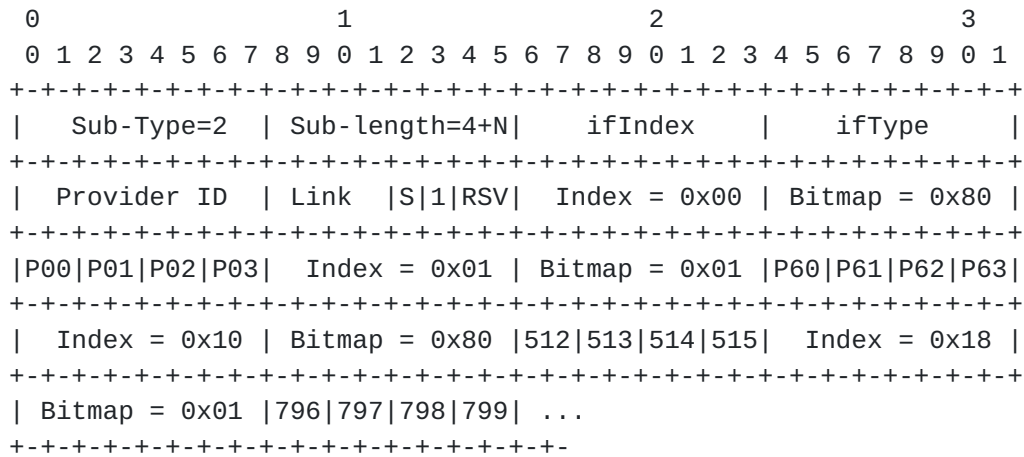 0                   1                   2                   3
 0 1 2 3 4 5 6 7 8 9 0 1 2 3 4 5 6 7 8 9 0 1 2 3 4 5 6 7 8 9 0 1
+-+-+-+-+-+-+-+-+-+-+-+-+-+-+-+-+-+-+-+-+-+-+-+-+-+-+-+-+-+-+-+-+
|   Sub-Type=2  | Sub-length=4+N|    ifIndex    |    ifType     |
+-+-+-+-+-+-+-+-+-+-+-+-+-+-+-+-+-+-+-+-+-+-+-+-+-+-+-+-+-+-+-+-+
|  Provider ID  | Link  |S|1|RSV|  Index = 0x00 | Bitmap = 0x80 |
+-+-+-+-+-+-+-+-+-+-+-+-+-+-+-+-+-+-+-+-+-+-+-+-+-+-+-+-+-+-+-+-+
|P00|P01|P02|P03|  Index = 0x01 | Bitmap = 0x01 |P60|P61|P62|P63|
+-+-+-+-+-+-+-+-+-+-+-+-+-+-+-+-+-+-+-+-+-+-+-+-+-+-+-+-+-+-+-+-+
|  Index = 0x10 | Bitmap = 0x80 |512|513|514|515|  Index = 0x18 |
+-+-+-+-+-+-+-+-+-+-+-+-+-+-+-+-+-+-+-+-+-+-+-+-+-+-+-+-+-+-+-+-+
| Bitmap = 0x01 |796|797|798|799| ...
+-+-+-+-+-+-+-+-+-+-+-+-+-+-+-+-+-+-